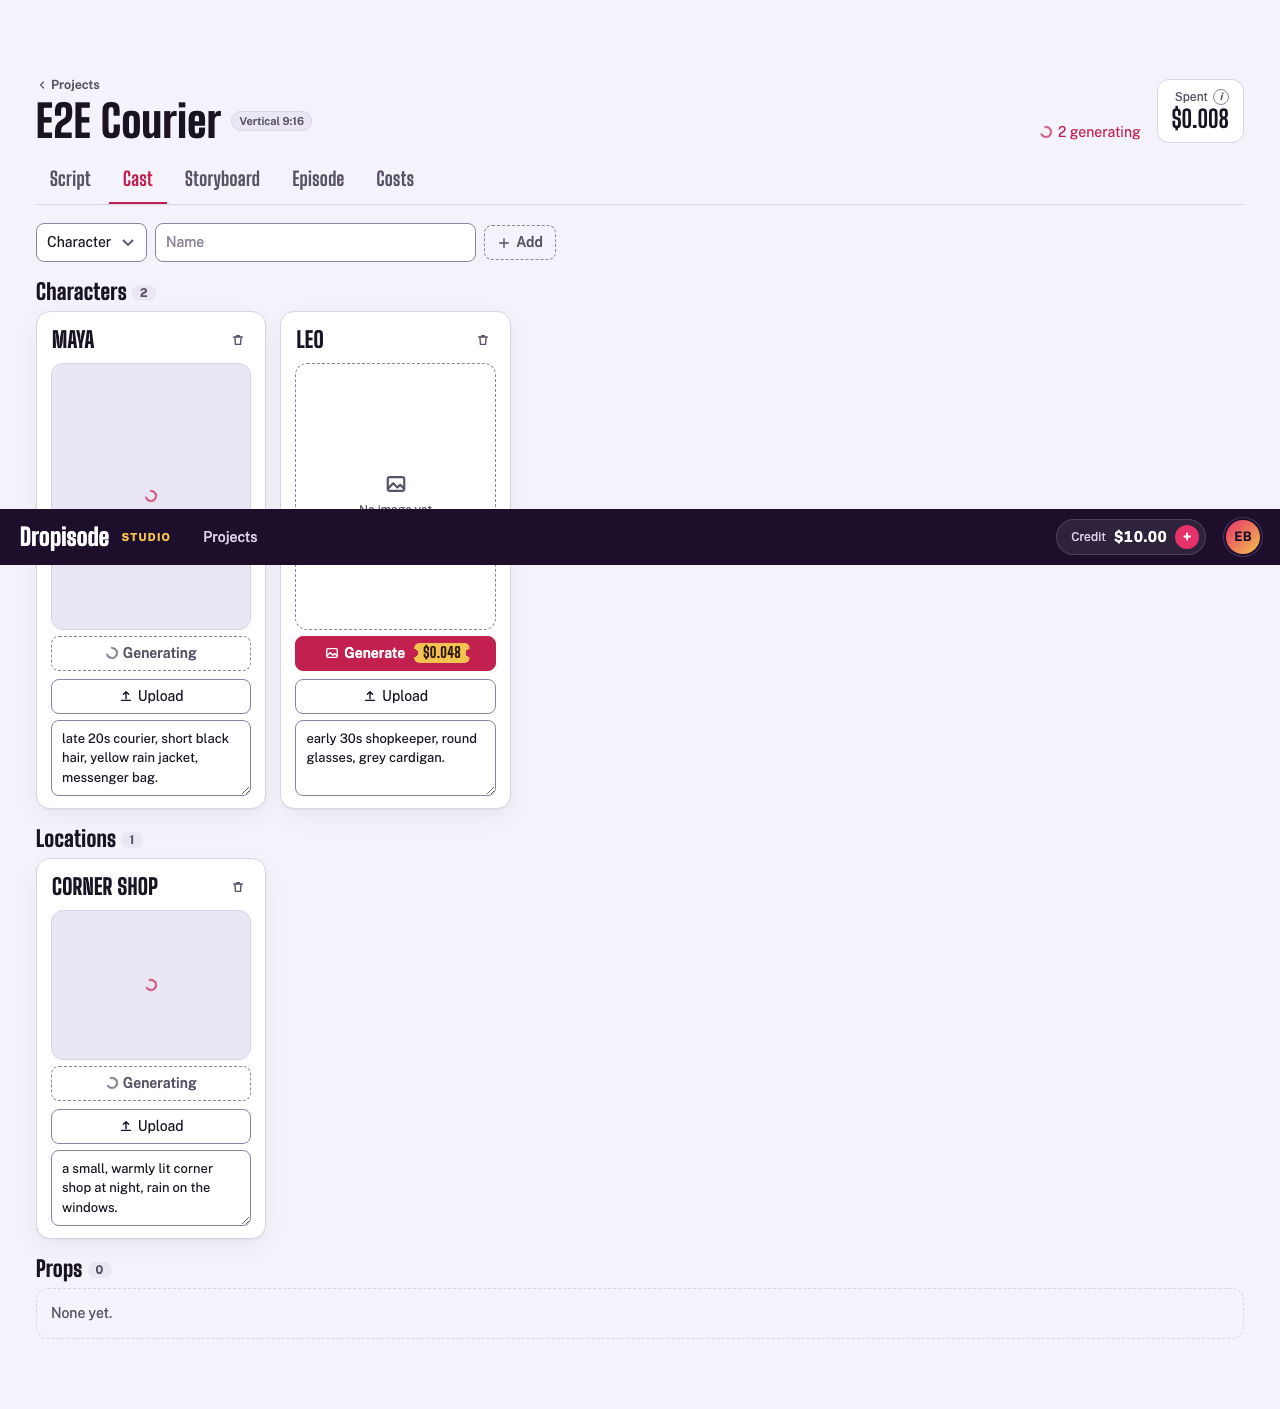 Projects
E2E Courier Vertical 9:16
2 generating
Spent i
$0.008
Script Cast Storyboard Episode Costs
Character Name Add
Characters 2
MAYA
LEO
Dropisode STUDIO Projects Credit $10.00 + EB
Generating
Generate $0.048
Upload
Upload
late 20s courier, short black
hair, yellow rain jacket,
messenger bag.
early 30s shopkeeper, round
glasses, grey cardigan.
Locations 1
CORNER SHOP
Generating
Upload
a small, warmly lit corner
shop at night, rain on the
windows.
Props 0
None yet.